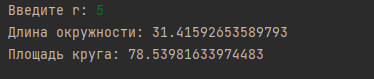 Введите r: 5
Длина окружности: 31.41592653589793
Площадь круга: 78.53981633974483